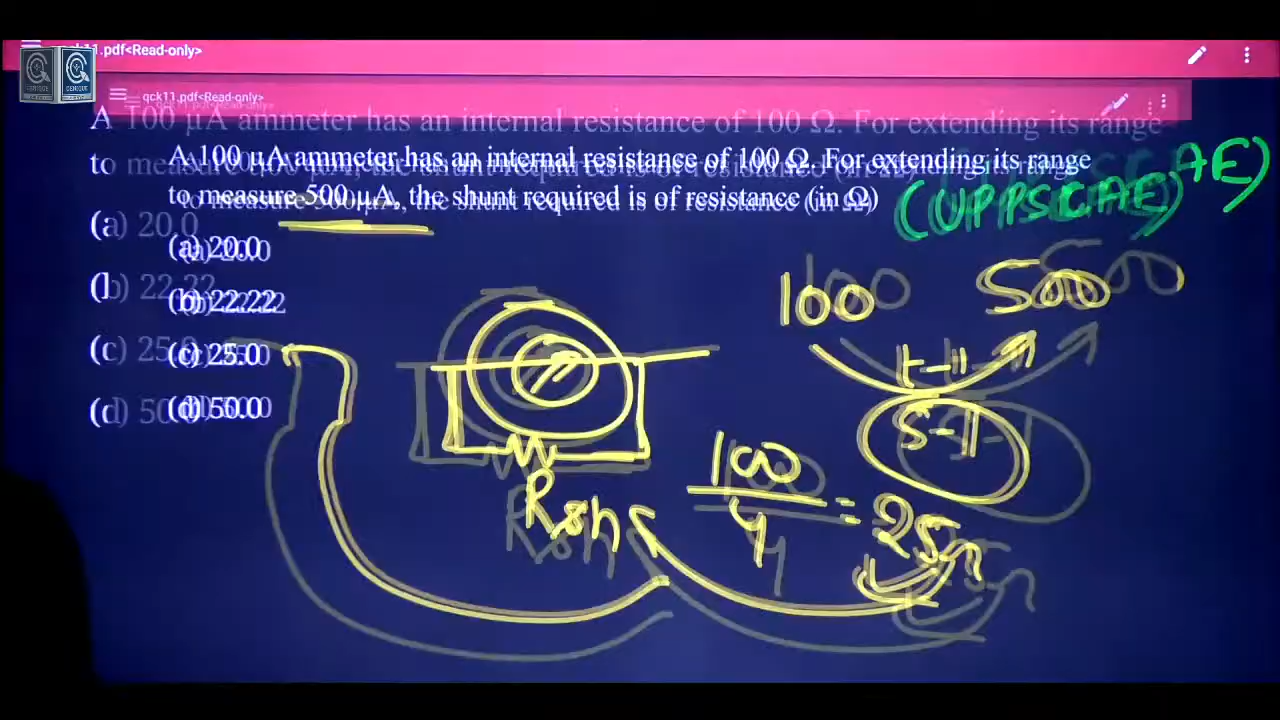 qck11.pdf<Read-only>
A 100 μA ammeter has an internal resistance of 100 Ω. For extending its range
to measure 500 μA, the shunt required is of resistance (in Ω)
(UPPSC AE)
(a) 20.0
(b) 22.22
(c) 25.0
(d) 50.0
100 500
5-1
Rsh
100/4 = 25Ω